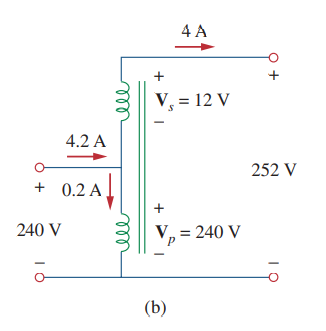 4 A
+
+
V_s = 12 V
–
4.2 A
252 V
+
0.2 A
+
240 V
V_p = 240 V
–
–
–
(b)